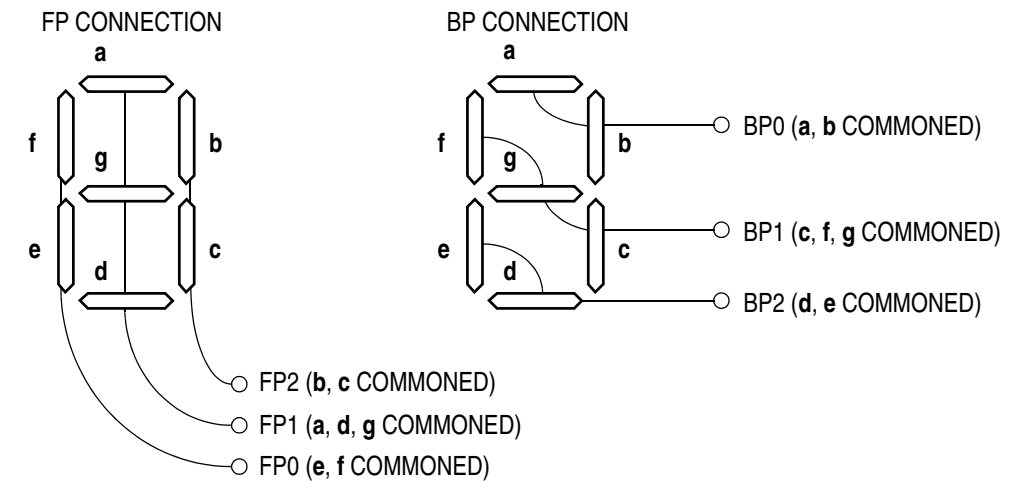 FP CONNECTION
a
f
b
g
e
c
d
FP2 (b, c COMMONED)
FP1 (a, d, g COMMONED)
FP0 (e, f COMMONED)
BP CONNECTION
a
f
b
g
e
c
d
BP0 (a, b COMMONED)
BP1 (c, f, g COMMONED)
BP2 (d, e COMMONED)